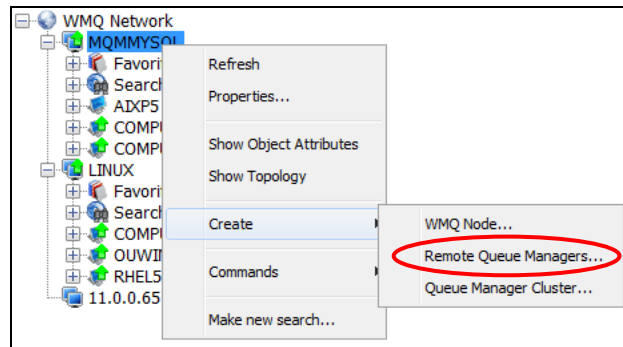 WMQ Network
MQMMYSQL
Favori
Search
AIXP5
COMPU
COMPU
LINUX
Favori
Search
COMPU
OUWI
RHEL5
11.0.0.65
Refresh
Properties...
Show Object Attributes
Show Topology
Create
Commands
Make new search...
WMQ Node...
Remote Queue Managers...
Queue Manager Cluster...